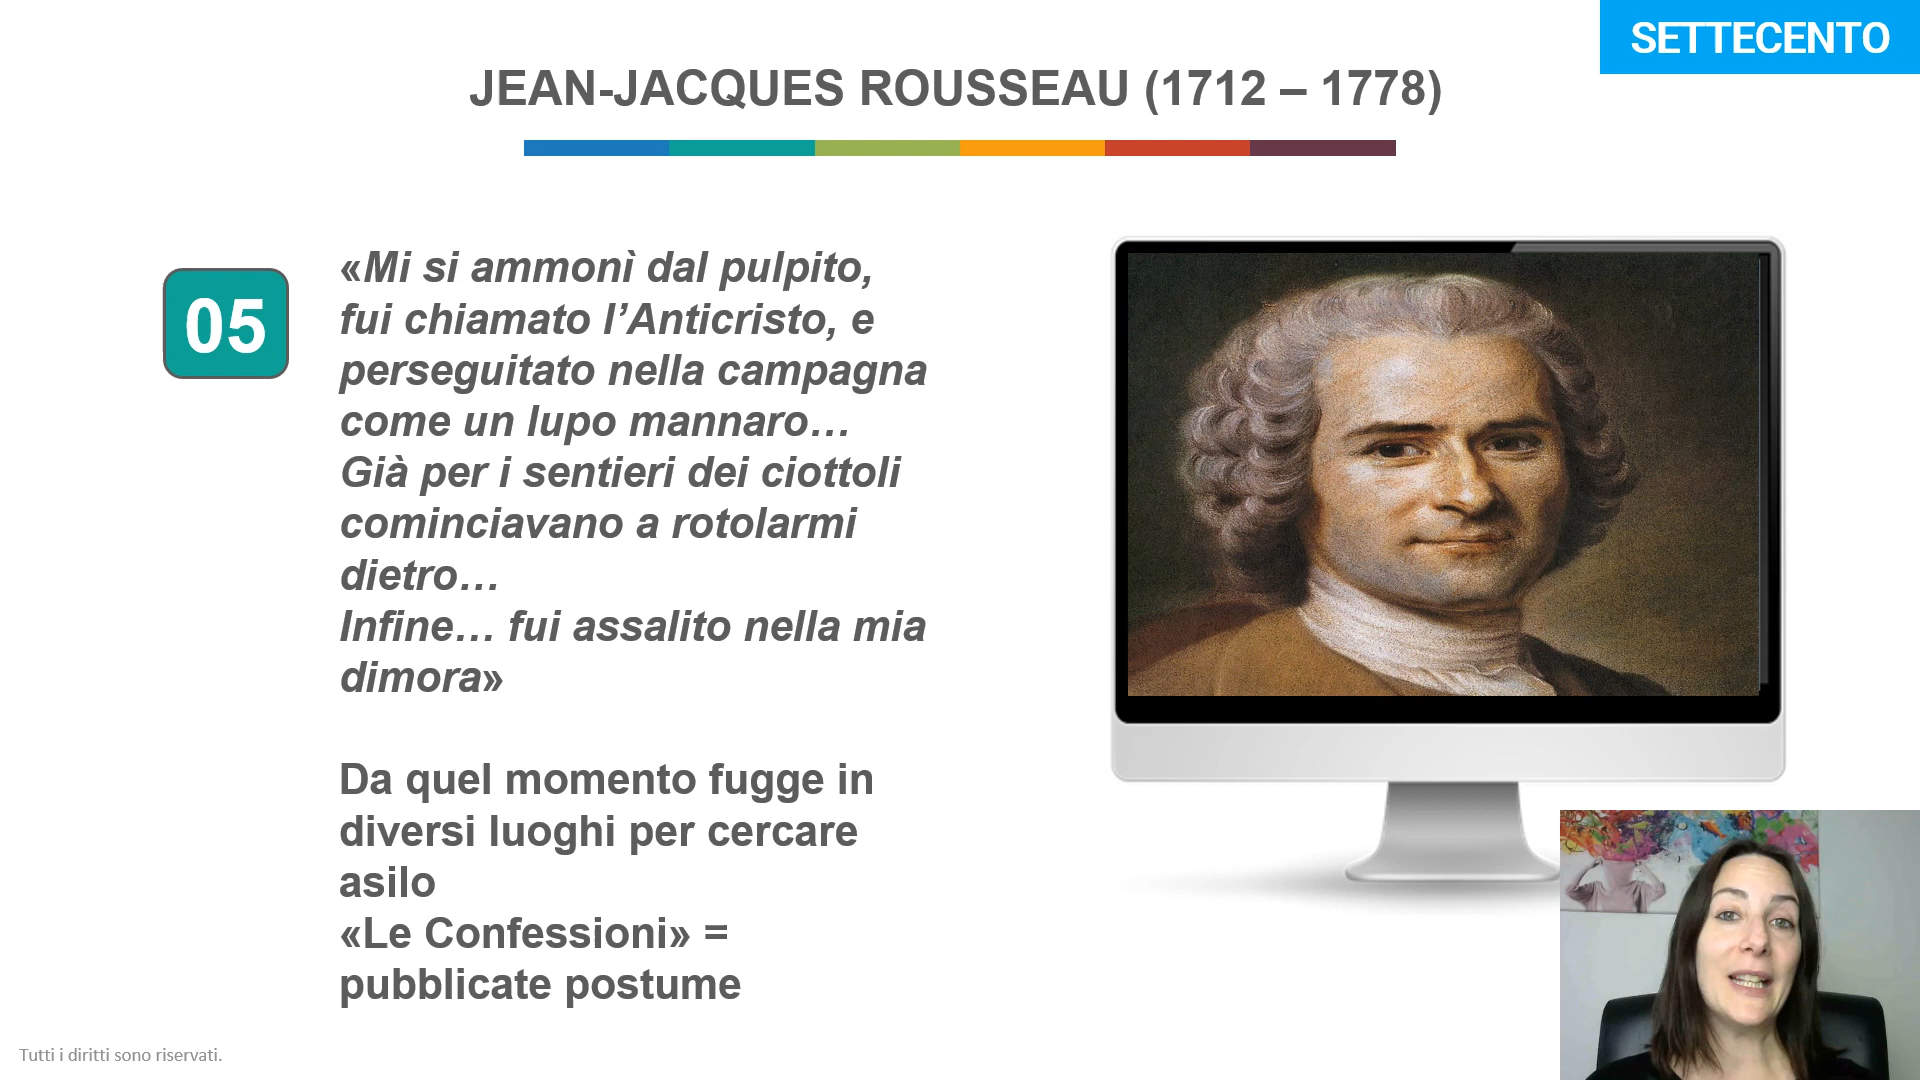 SETTECENTO
JEAN-JACQUES ROUSSEAU (1712 – 1778)
05
«Mi si ammonì dal pulpito,
fui chiamato l’Anticristo, e
perseguitato nella campagna
come un lupo mannaro…
Già per i sentieri dei ciottoli
cominciavano a rotolarmi
dietro…
Infine… fui assalito nella mia
dimora»
Da quel momento fugge in
diversi luoghi per cercare
asilo
«Le Confessioni» =
pubblicate postume
Tutti i diritti sono riservati.